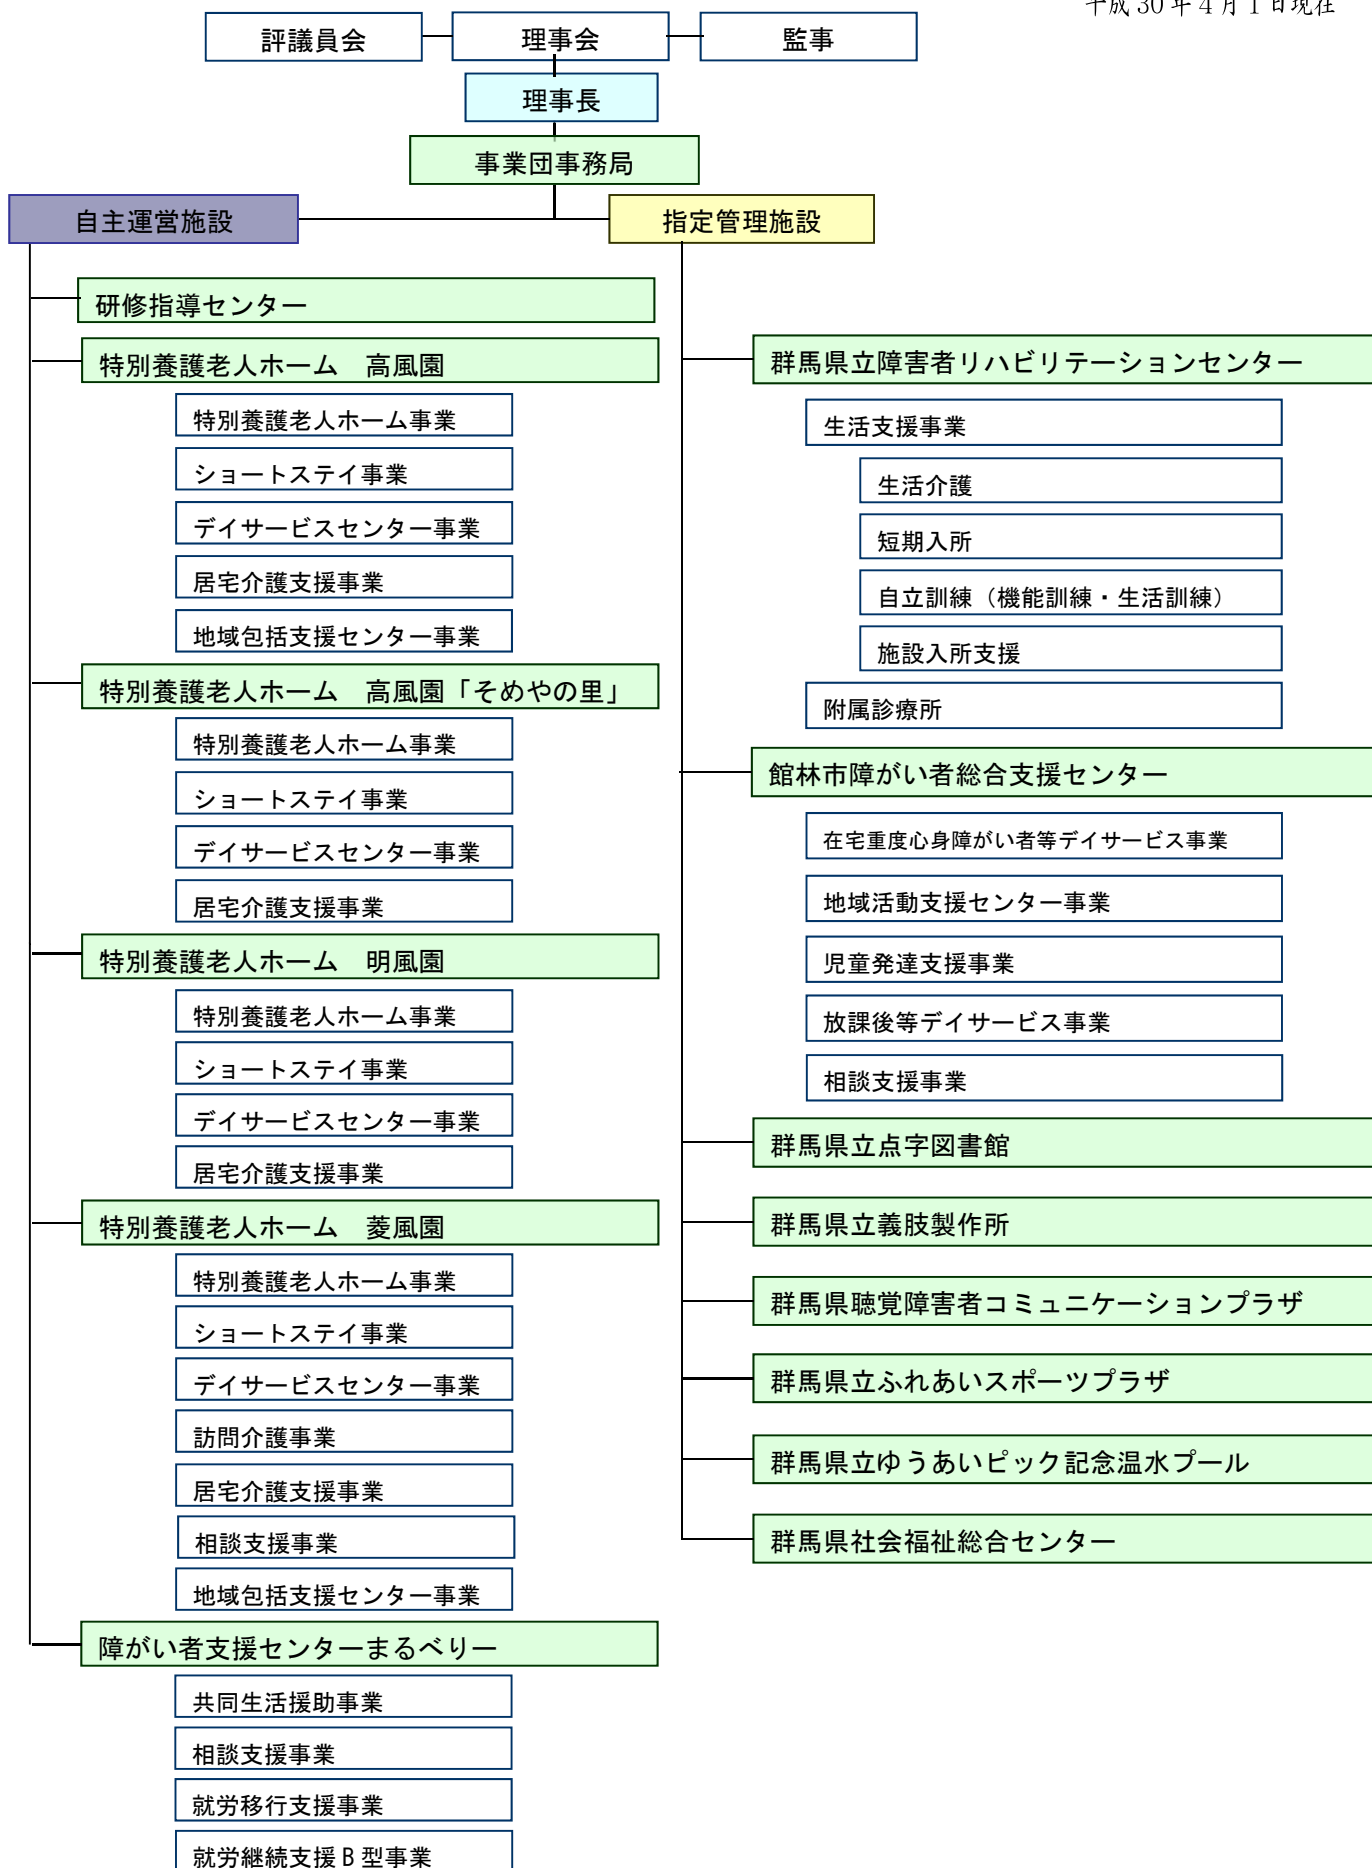 平成30年4月1日現在
評議員会
理事会
監事
理事長
事業団事務局
自主運営施設
指定管理施設
研修指導センター
特別養護老人ホーム　高風園
特別養護老人ホーム事業
ショートステイ事業
デイサービスセンター事業
居宅介護支援事業
地域包括支援センター事業
特別養護老人ホーム　高風園「そめやの里」
特別養護老人ホーム事業
ショートステイ事業
デイサービスセンター事業
居宅介護支援事業
特別養護老人ホーム　明風園
特別養護老人ホーム事業
ショートステイ事業
デイサービスセンター事業
居宅介護支援事業
特別養護老人ホーム　菱風園
特別養護老人ホーム事業
ショートステイ事業
デイサービスセンター事業
訪問介護事業
居宅介護支援事業
相談支援事業
地域包括支援センター事業
障がい者支援センターまるべりー
共同生活援助事業
相談支援事業
就労移行支援事業
就労継続支援B型事業
群馬県立障害者リハビリテーションセンター
生活支援事業
生活介護
短期入所
自立訓練（機能訓練・生活訓練）
施設入所支援
附属診療所
館林市障がい者総合支援センター
在宅重度心身障がい者等デイサービス事業
地域活動支援センター事業
児童発達支援事業
放課後等デイサービス事業
相談支援事業
群馬県立点字図書館
群馬県立義肢製作所
群馬県聴覚障害者コミュニケーションプラザ
群馬県立ふれあいスポーツプラザ
群馬県立ゆうあいピック記念温水プール
群馬県社会福祉総合センター